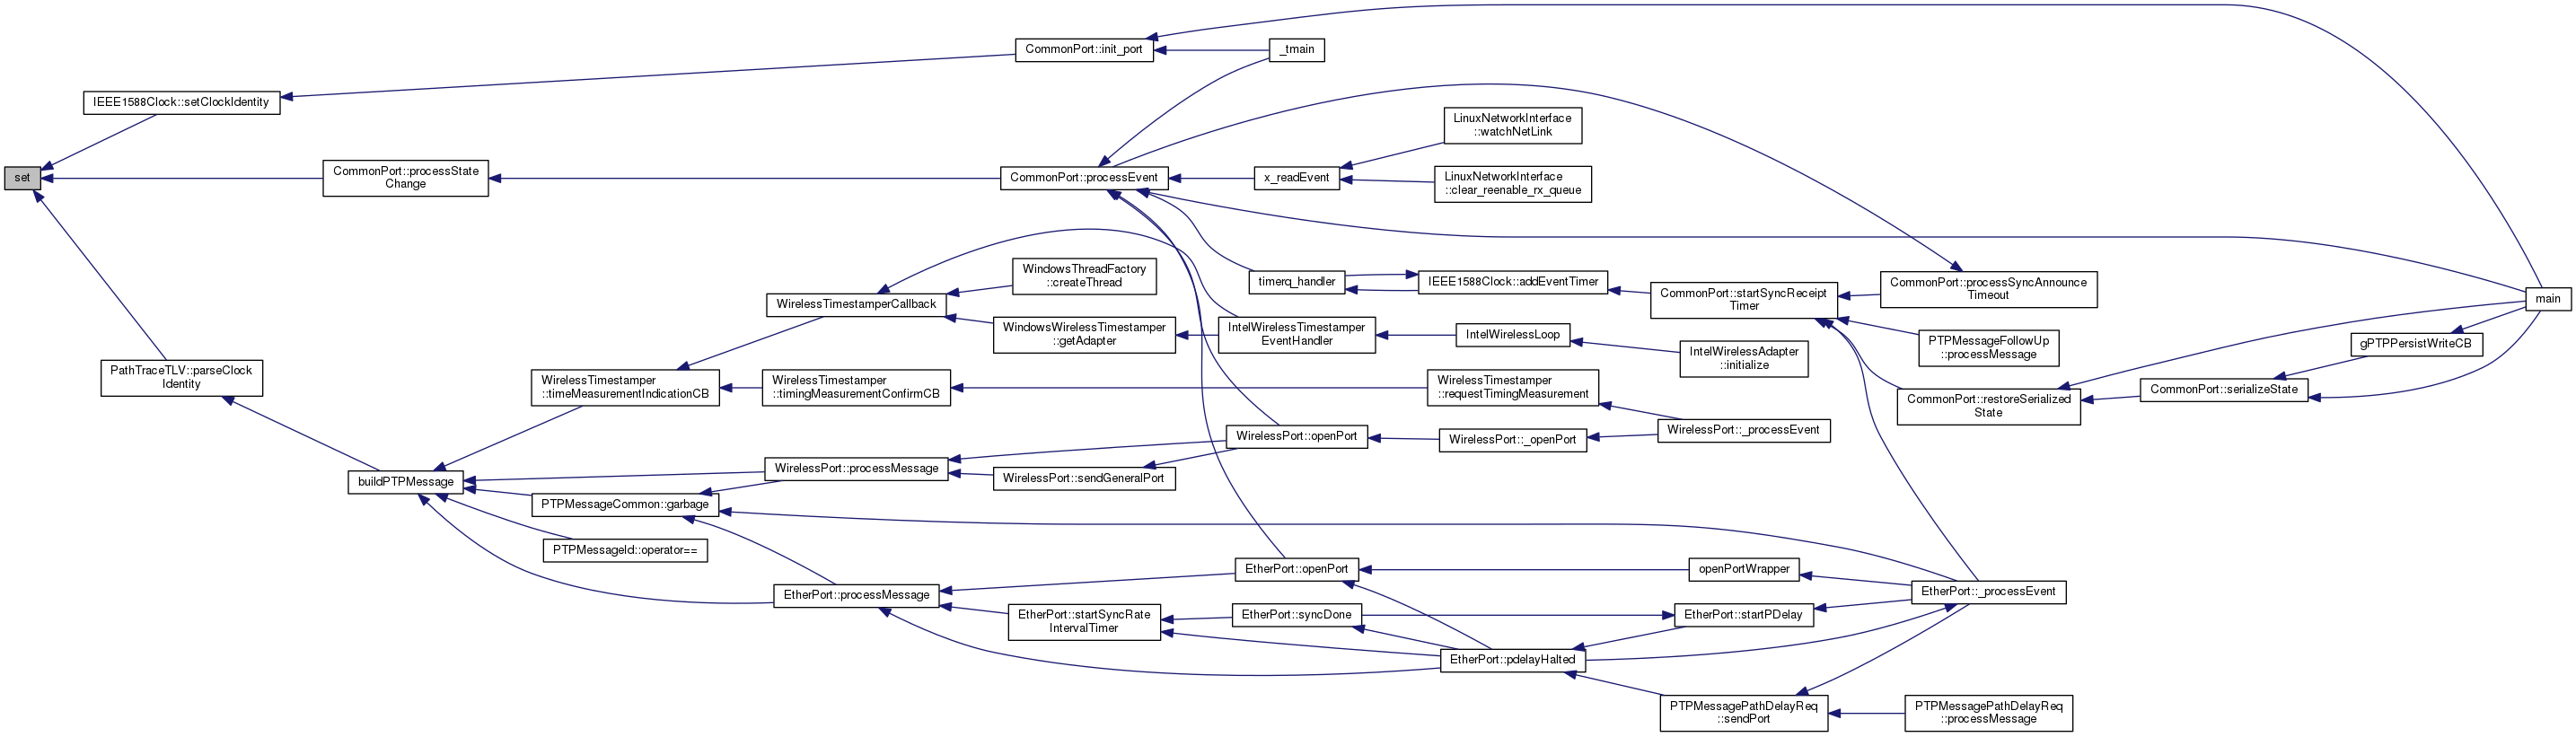 set
IEEE1588Clock::setClockIdentity
CommonPort::processState
Change
PathTraceTLV::parseClock
Identity
buildPTPMessage
WirelessTimestamperCallback
WirelessTimestamper
::timeMeasurementIndicationCB
WirelessTimestamper
::timingMeasurementConfirmCB
WirelessPort::processMessage
PTPMessageCommon::garbage
PTPMessageId::operator==
EtherPort::processMessage
CommonPort::init_port
CommonPort::processEvent
WindowsThreadFactory
::createThread
WindowsWirelessTimestamper
::getAdapter
WirelessPort::sendGeneralPort
EtherPort::startSyncRate
IntervalTimer
_tmain
x_readEvent
timerq_handler
IntelWirelessTimestamper
EventHandler
WirelessPort::openPort
EtherPort::openPort
EtherPort::syncDone
LinuxNetworkInterface
::watchNetLink
LinuxNetworkInterface
::clear_reenable_rx_queue
IEEE1588Clock::addEventTimer
IntelWirelessLoop
WirelessTimestamper
::requestTimingMeasurement
WirelessPort::_openPort
EtherPort::pdelayHalted
CommonPort::startSyncReceipt
Timer
IntelWirelessAdapter
::initialize
WirelessPort::_processEvent
openPortWrapper
EtherPort::startPDelay
PTPMessagePathDelayReq
::sendPort
CommonPort::processSyncAnnounce
Timeout
PTPMessageFollowUp
::processMessage
CommonPort::restoreSerialized
State
EtherPort::_processEvent
PTPMessagePathDelayReq
::processMessage
CommonPort::serializeState
gPTPPersistWriteCB
main